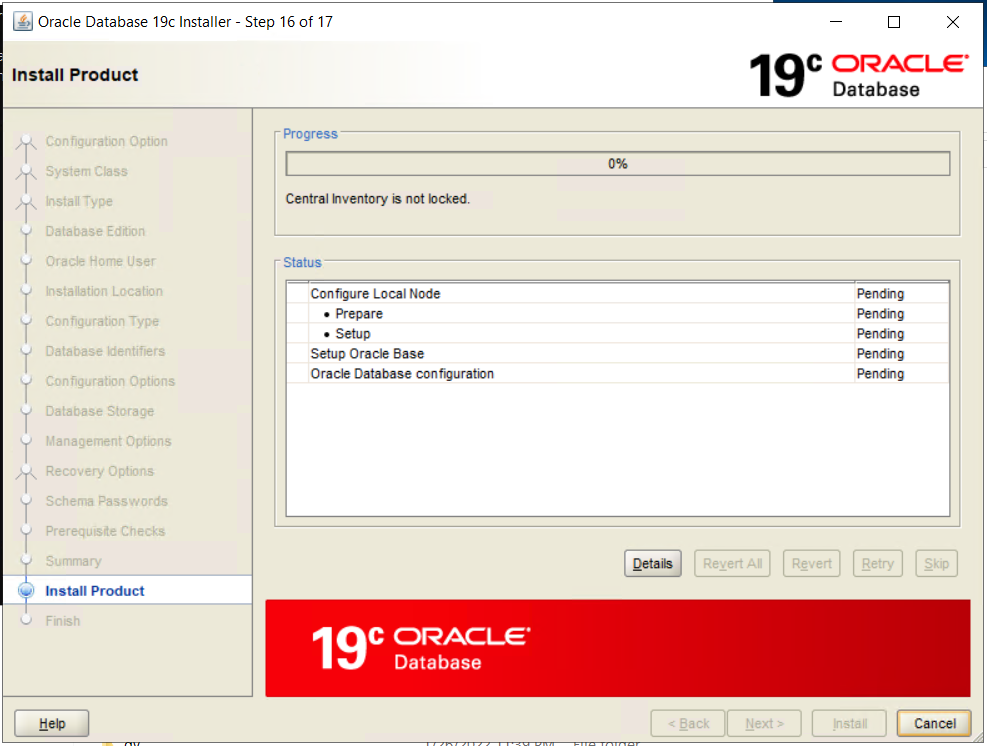 Oracle Database 19c Installer - Step 16 of 17
Install Product
19c ORACLE®
Database
Configuration Option
System Class
Install Type
Database Edition
Oracle Home User
Installation Location
Configuration Type
Database Identifiers
Configuration Options
Database Storage
Management Options
Recovery Options
Schema Passwords
Prerequisite Checks
Summary
Install Product
Finish
Progress
0%
Central Inventory is not locked.
Status
Configure Local Node Pending
• Prepare Pending
• Setup Pending
Setup Oracle Base Pending
Oracle Database configuration Pending
Details Revert All Revert Retry Skip
19c ORACLE®
Database
Help < Back Next > Install Cancel